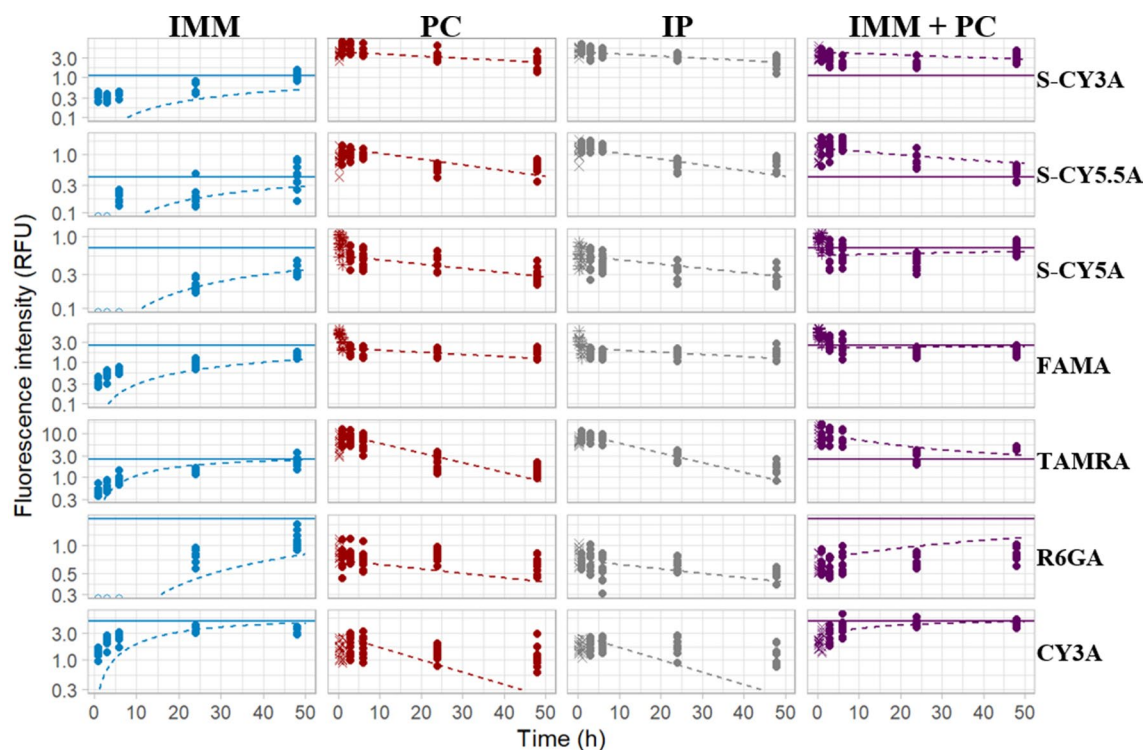 IMM PC IP IMM + PC
Fluorescence intensity (RFU)
3.0
1.0
0.3
0.1
S-CY3A
1.0
0.3
0.1
S-CY5.5A
1.0
0.3
0.1
S-CY5A
3.0
1.0
0.3
0.1
FAMA
10.0
3.0
1.0
0.3
TAMRA
1.0
0.5
0.3
R6GA
3.0
1.0
0.3
CY3A
0 10 20 30 40 50 0 10 20 30 40 50 0 10 20 30 40 50 0 10 20 30 40 50
Time (h)